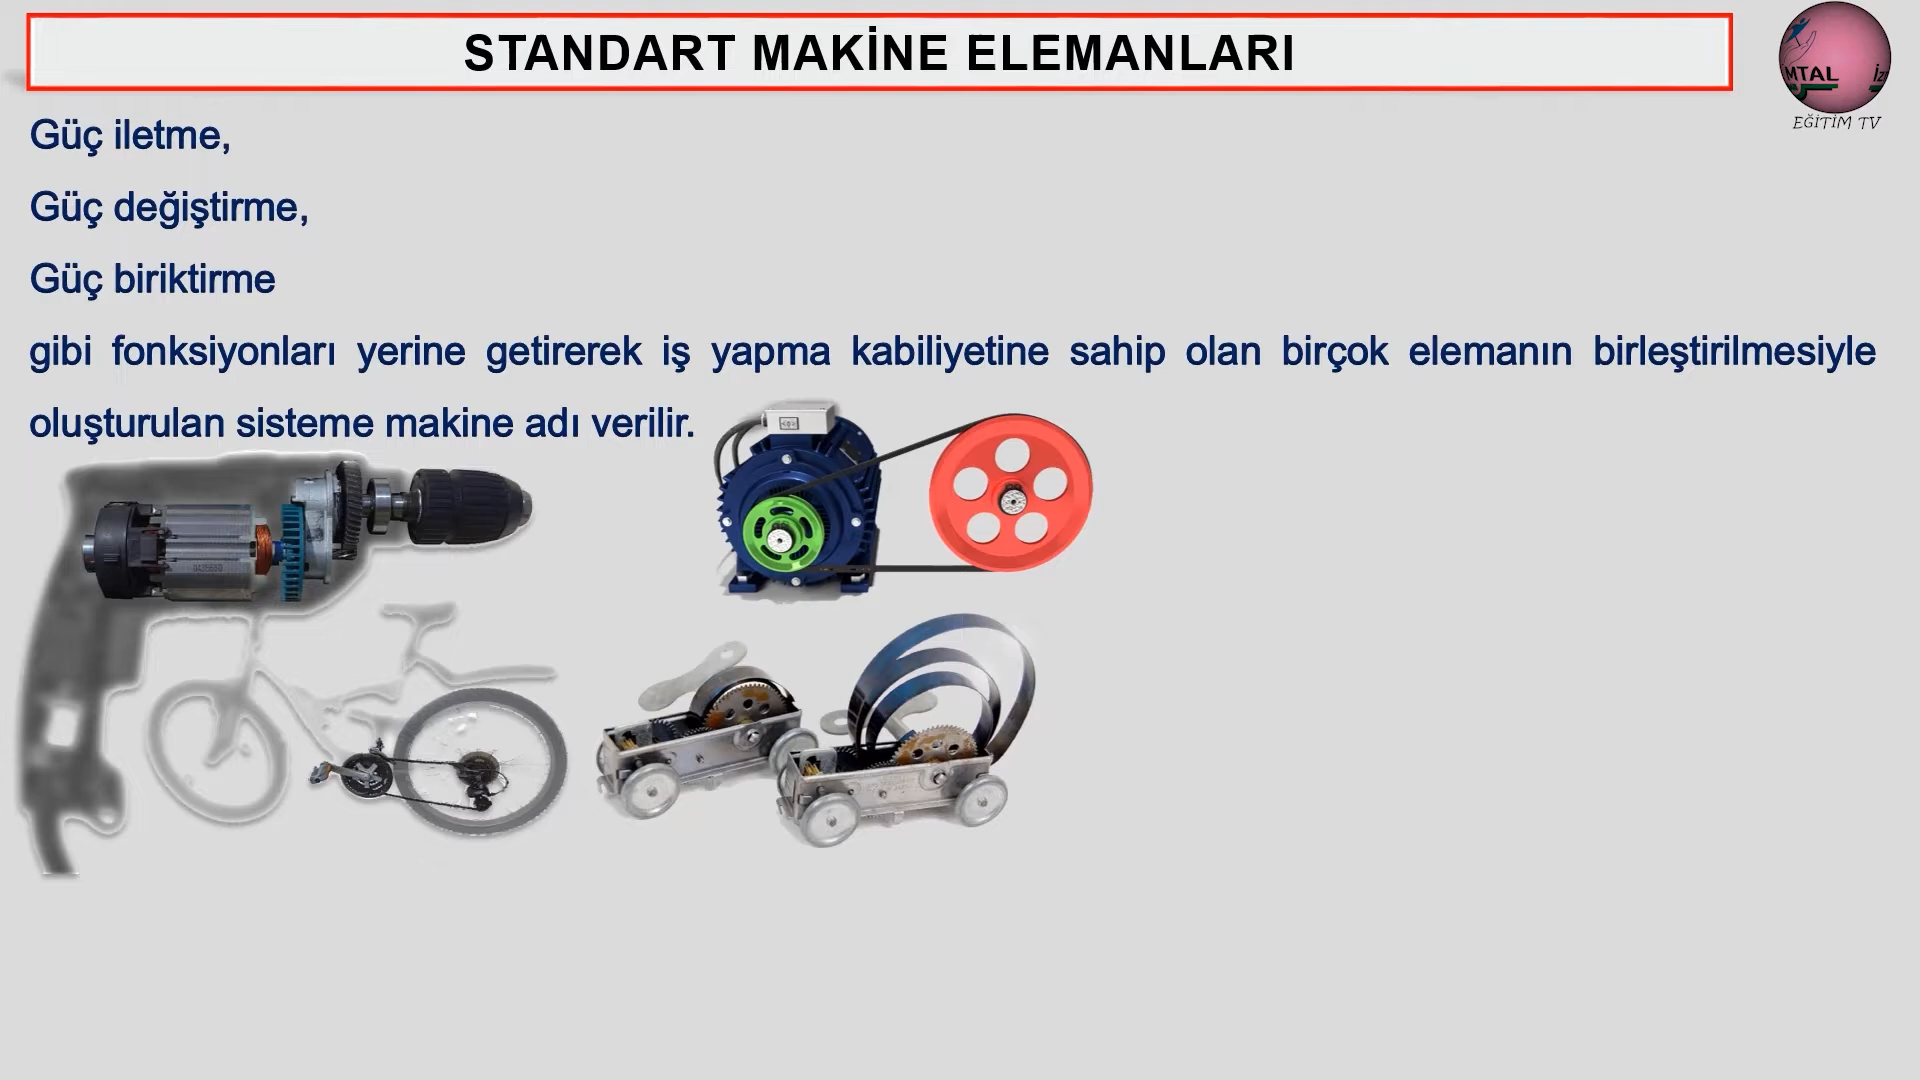 STANDART MAKİNE ELEMANLARI
MTAL İz
EĞİTİM TV
Güç iletme,
Güç değiştirme,
Güç biriktirme
gibi fonksiyonları yerine getirerek iş yapma kabiliyetine sahip olan birçok elemanın birleştirilmesiyle
oluşturulan sisteme makine adı verilir.